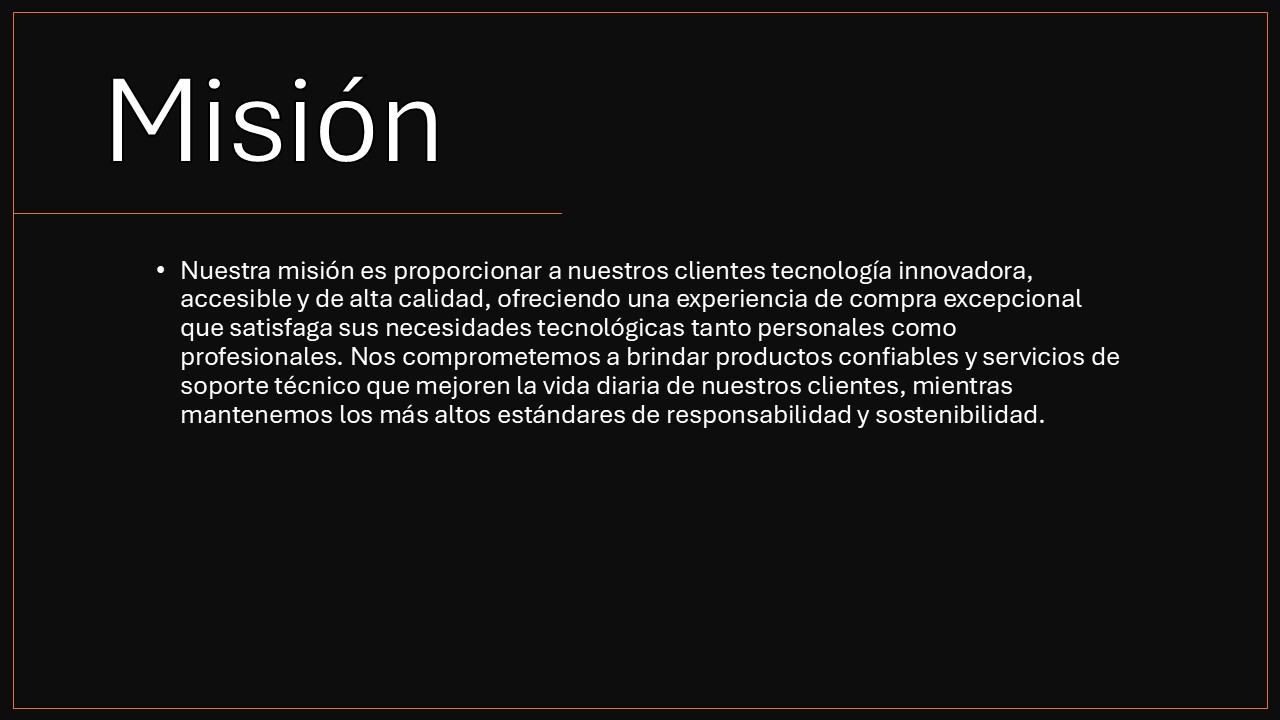 Misión
• Nuestra misión es proporcionar a nuestros clientes tecnología innovadora,
accesible y de alta calidad, ofreciendo una experiencia de compra excepcional
que satisfaga sus necesidades tecnológicas tanto personales como
profesionales. Nos comprometemos a brindar productos confiables y servicios de
soporte técnico que mejoren la vida diaria de nuestros clientes, mientras
mantenemos los más altos estándares de responsabilidad y sostenibilidad.